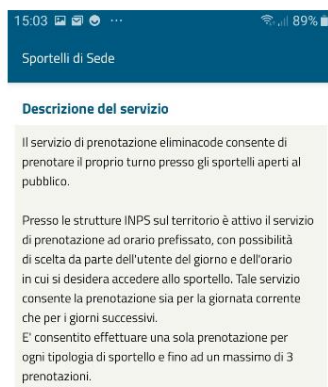 15:03 89%
Sportelli di Sede
Descrizione del servizio
Il servizio di prenotazione eliminacode consente di
prenotare il proprio turno presso gli sportelli aperti al
pubblico.
Presso le strutture INPS sul territorio è attivo il servizio
di prenotazione ad orario prefissato, con possibilità
di scelta da parte dell'utente del giorno e dell'orario
in cui si desidera accedere allo sportello. Tale servizio
consente la prenotazione sia per la giornata corrente
che per i giorni successivi.
E' consentito effettuare una sola prenotazione per
ogni tipologia di sportello e fino ad un massimo di 3
prenotazioni.